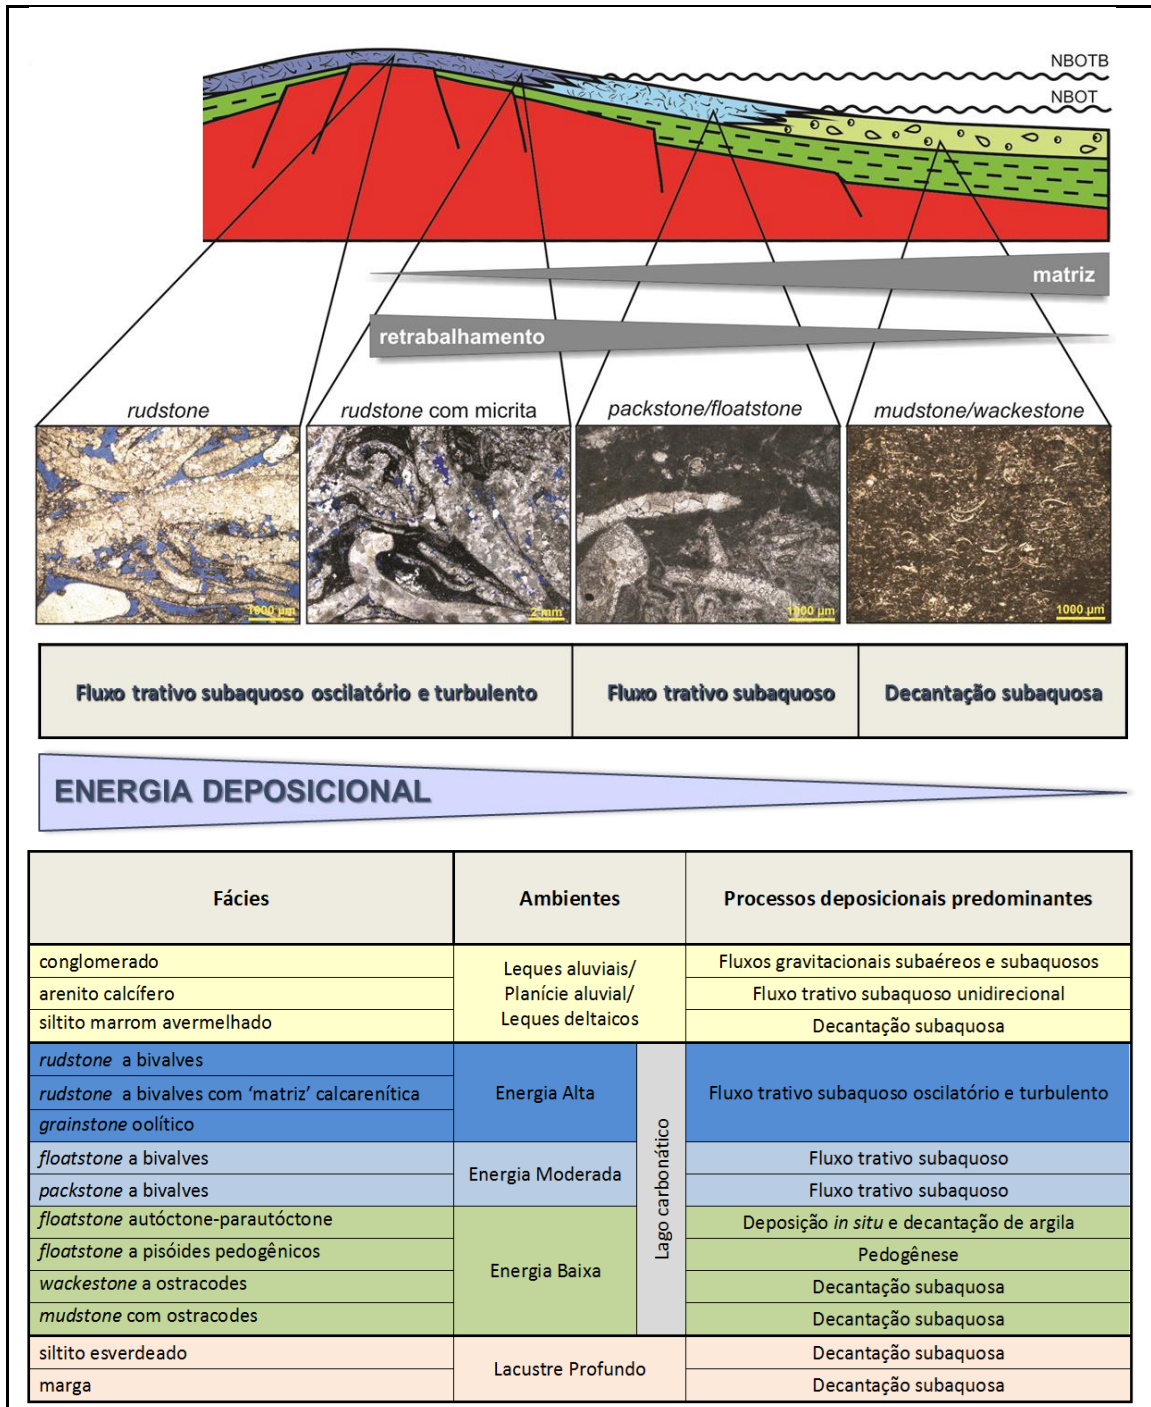 NBOTB
NBOT
matriz
retrabalhamento
rudstone
rudstone com micrita
packstone/floatstone
mudstone/wackestone
1000 µm
2 mm
1000 µm
1000 µm
Fluxo trativo subaquoso oscilatório e turbulento
Fluxo trativo subaquoso
Decantação subaquosa
ENERGIA DEPOSICIONAL
Fácies
Ambientes
Processos deposicionais predominantes
conglomerado
Leques aluviais/
Planície aluvial/
Leques deltaicos
Fluxos gravitacionais subaéreos e subaquosos
arenito calcífero
Fluxo trativo subaquoso unidirecional
siltito marrom avermelhado
Decantação subaquosa
rudstone a bivalves
rudstone a bivalves com ‘matriz’ calcarenítica
grainstone oolítico
Energia Alta
Lago carbonático
Fluxo trativo subaquoso oscilatório e turbulento
floatstone a bivalves
Energia Moderada
Fluxo trativo subaquoso
packstone a bivalves
Fluxo trativo subaquoso
floatstone autóctone-parautóctone
Energia Baixa
Deposição in situ e decantação de argila
floatstone a pisóides pedogênicos
Pedogênese
wackestone a ostracodes
Decantação subaquosa
mudstone com ostracodes
Decantação subaquosa
siltito esverdeado
Lacustre Profundo
Decantação subaquosa
marga
Decantação subaquosa